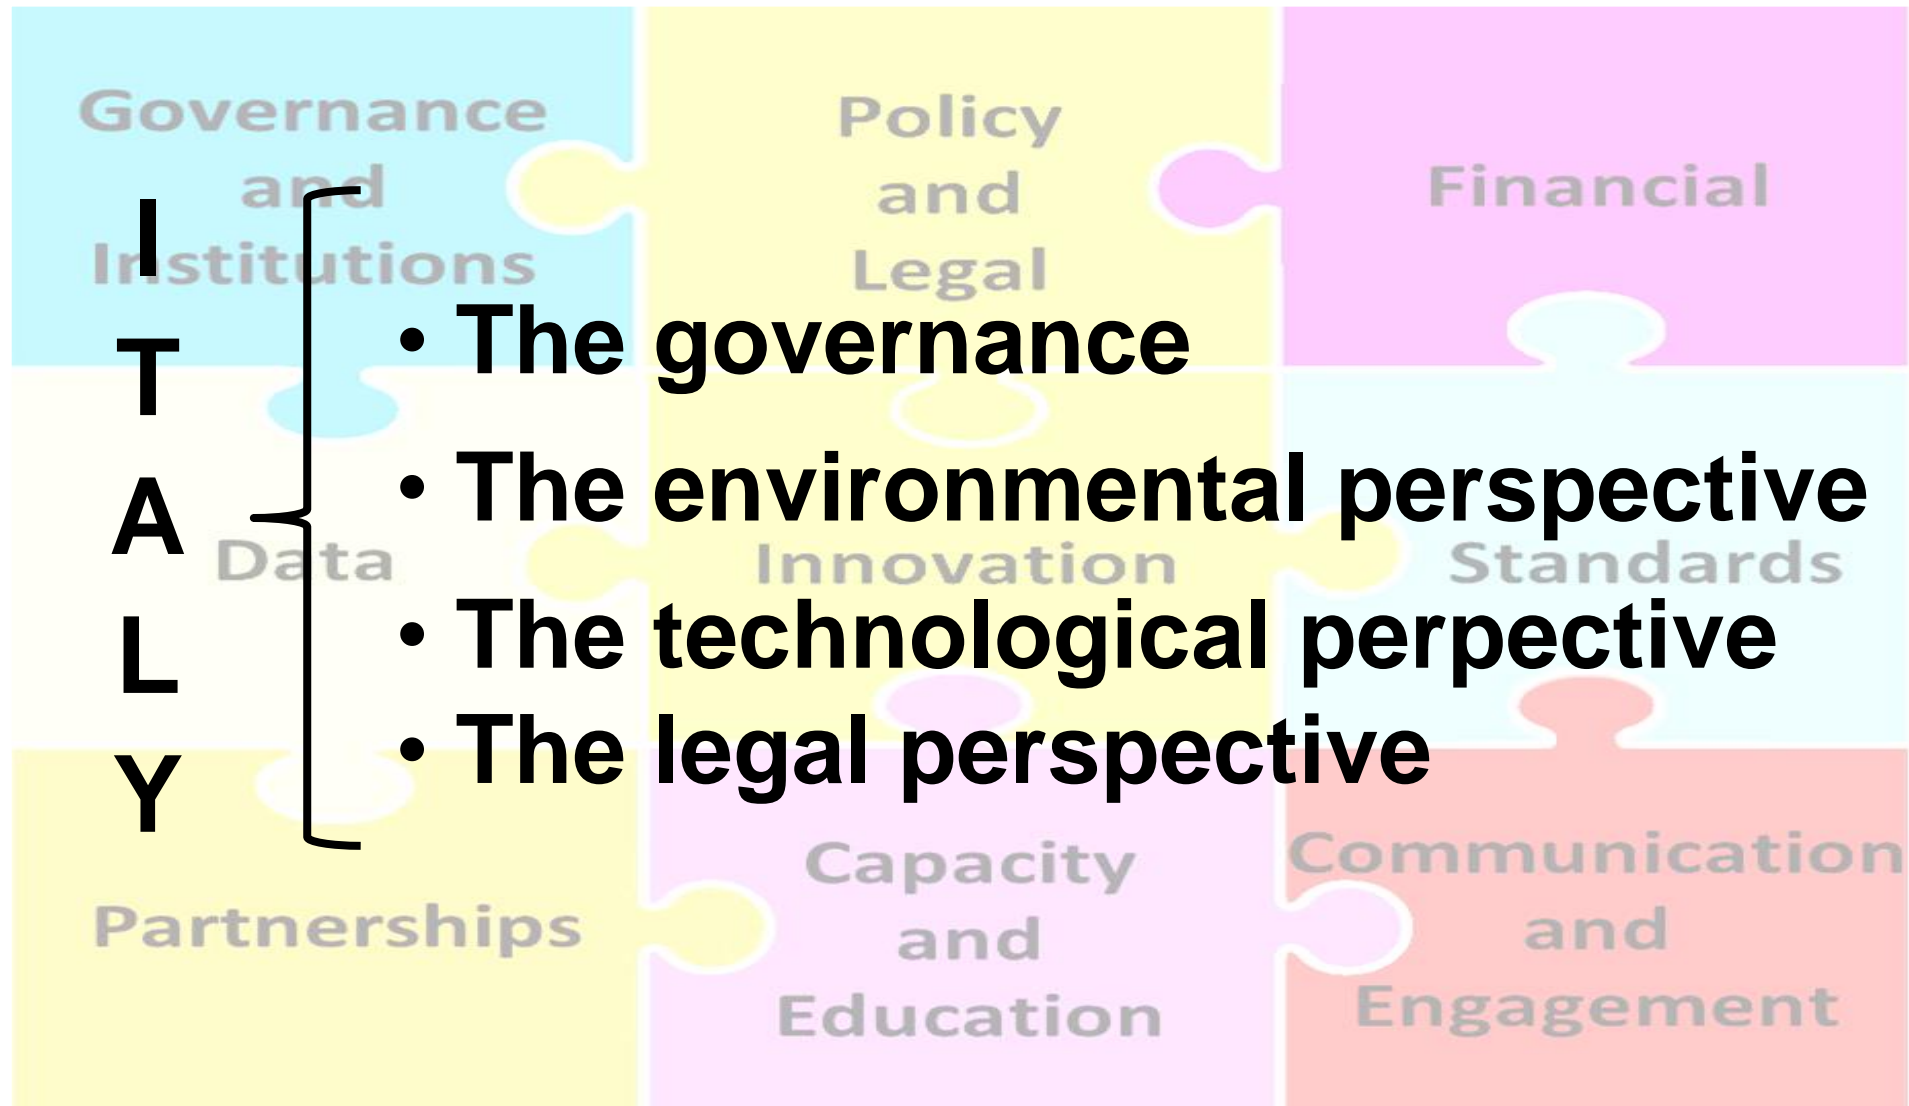 Governance
and
Institutions
Policy
and
Legal
Financial
I
T
A
L
Y
• The governance
• The environmental perspective
• The technological perpective
• The legal perspective
Data
Innovation
Standards
Partnerships
Capacity
and
Education
Communication
and
Engagement